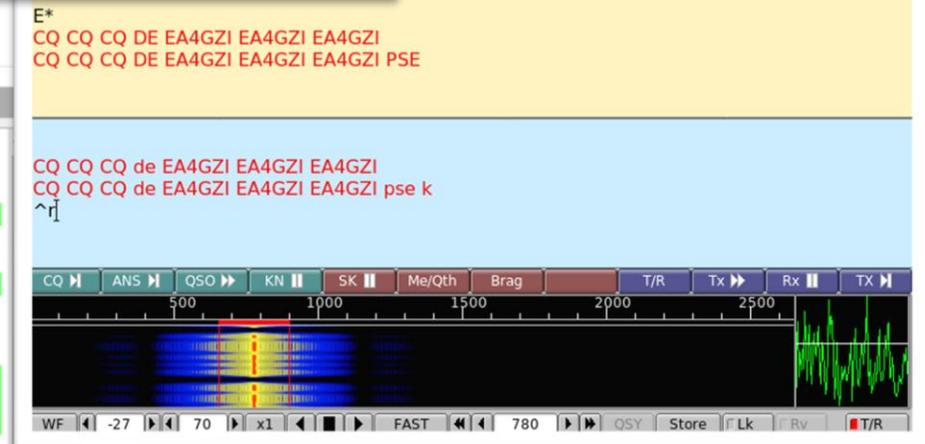 E*
CQ CQ CQ DE EA4GZI EA4GZI EA4GZI
CQ CQ CQ DE EA4GZI EA4GZI EA4GZI PSE
CQ CQ CQ de EA4GZI EA4GZI EA4GZI
CQ CQ CQ de EA4GZI EA4GZI EA4GZI pse k
^r
CQ ANS QSO KN SK Me/Qth Brag T/R Tx Rx TX
500 1000 1500 2000 2500
WF -27 70 x1 FAST 780 QSY Store Lk Rv T/R